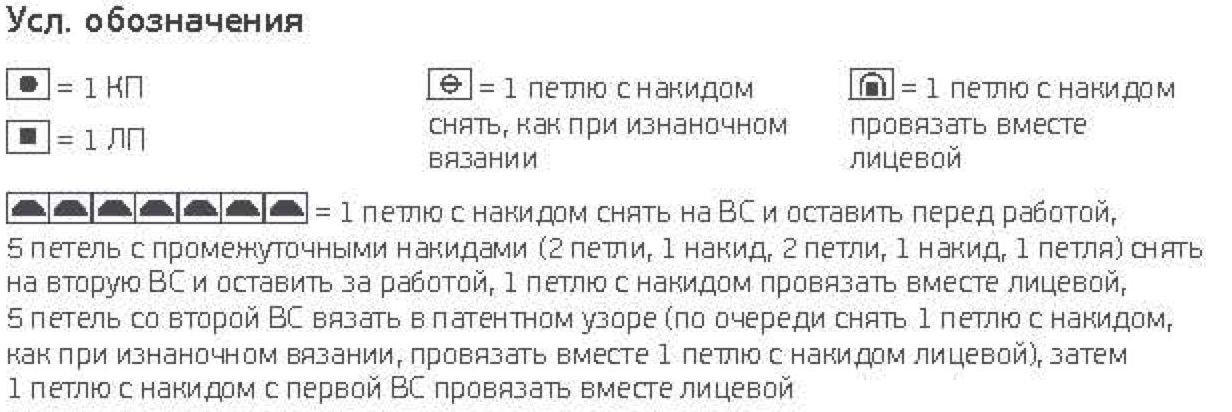 Усл. обозначения
= 1 КП
= 1 ЛП
= 1 петлю с накидом
снять, как при изнаночном
вязании
= 1 петлю с накидом
провязать вместе
лицевой
= 1 петлю с накидом снять на ВС и оставить перед работой,
5 петель с промежуточными накидами (2 петли, 1 накид, 2 петли, 1 накид, 1 петля) снять
на вторую ВС и оставить за работой, 1 петлю с накидом провязать вместе лицевой,
5 петель со второй ВС вязать в патентном узоре (по очереди снять 1 петлю с накидом,
как при изнаночном вязании, провязать вместе 1 петлю с накидом лицевой), затем
1 петлю с накидом с первой ВС провязать вместе лицевой